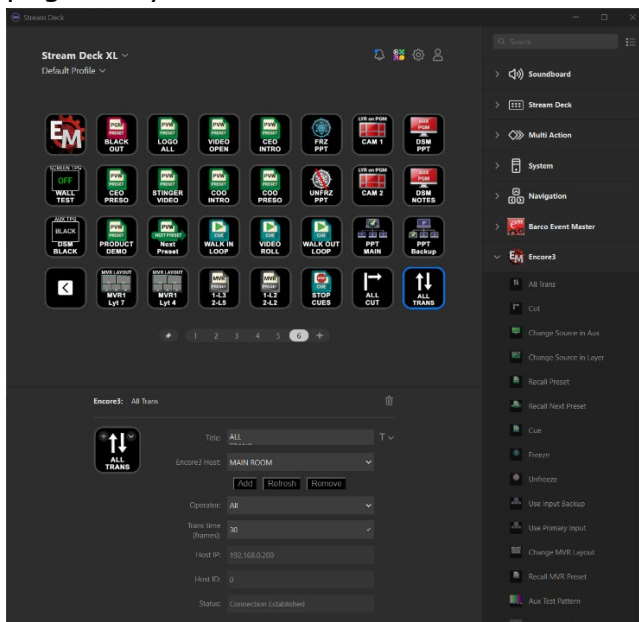 Stream Deck
Stream Deck XL
Default Profile
EM
PGM
PRESET
BLACK
OUT
PVW
PRESET
LOGO
ALL
PVW
PRESET
VIDEO
OPEN
PVW
PRESET
CEO
INTRO
FRZ
PPT
LYR on PGM
CAM 1
AUX
PGM
DSM
PPT
SCREEN TPG
OFF
WALL
TEST
PVW
PRESET
CEO
PRESO
PVW
PRESET
STINGER
VIDEO
PVW
PRESET
COO
INTRO
PVW
PRESET
COO
PRESO
UNFRZ
PPT
LYR on PGM
CAM 2
AUX
PGM
DSM
NOTES
AUX TPG
BLACK
DSM
BLACK
PVW
PRESET
PRODUCT
DEMO
PVW
NEXT PRESET
Next
Preset
CUE
WALK IN
LOOP
CUE
VIDEO
ROLL
CUE
WALK OUT
LOOP
PPT
MAIN
PPT
Backup
MVR LAYOUT
MVR1
Lyt 7
MVR LAYOUT
MVR1
Lyt 4
MVR
PRESET
1-L3
2-L5
MVR
PRESET
1-L2
2-L2
CUE
STOP
CUES
ALL
CUT
ALL
TRANS
1 2 3 4 5 6 +
Encore3: All Trans
ALL
TRANS
Title: ALL
T
Encore3 Host: MAIN ROOM
Add Refresh Remove
Operator: All
Trans time
(frames): 30
Host IP: 192.168.0.200
Host ID: 0
Status: Connection Established
Search
Soundboard
Stream Deck
Multi Action
System
Navigation
Barco Event Master
EM Encore3
All Trans
Cut
Change Source in Aux
Change Source in Layer
Recall Preset
Recall Next Preset
Cue
Freeze
Unfreeze
Use Input Backup
Use Primary Input
Change MVR Layout
Recall MVR Preset
Aux Test Pattern